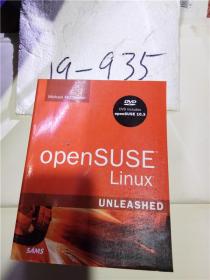 19-935
Michael McCallister
DVD
DVD Includes
openSUSE 10.3
openSUSE
Linux
UNLEASHED
SAMS